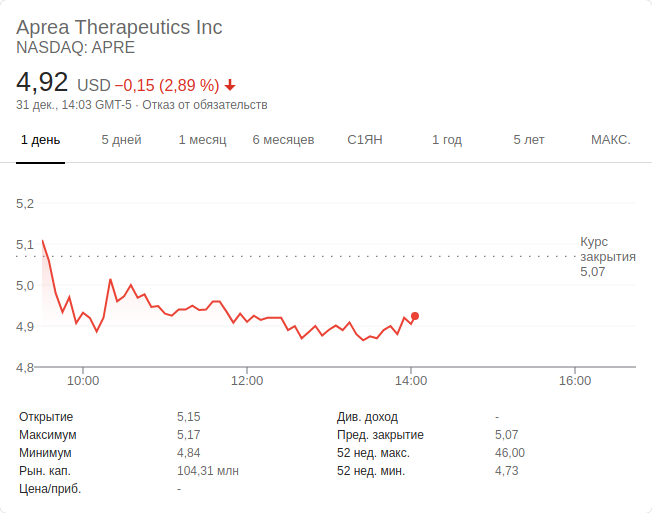 Aprea Therapeutics Inc
NASDAQ: APRE
4,92 USD −0,15 (2,89 %)
31 дек., 14:03 GMT-5 · Отказ от обязательств
1 день 5 дней 1 месяц 6 месяцев С1ЯН 1 год 5 лет МАКС.
5,2
5,1
5,0
4,9
4,8
Курс
закрытия
5,07
10:00 12:00 14:00 16:00
Открытие 5,15 Див. доход -
Максимум 5,17 Пред. закрытие 5,07
Минимум 4,84 52 нед. макс. 46,00
Рын. кап. 104,31 млн 52 нед. мин. 4,73
Цена/приб. -